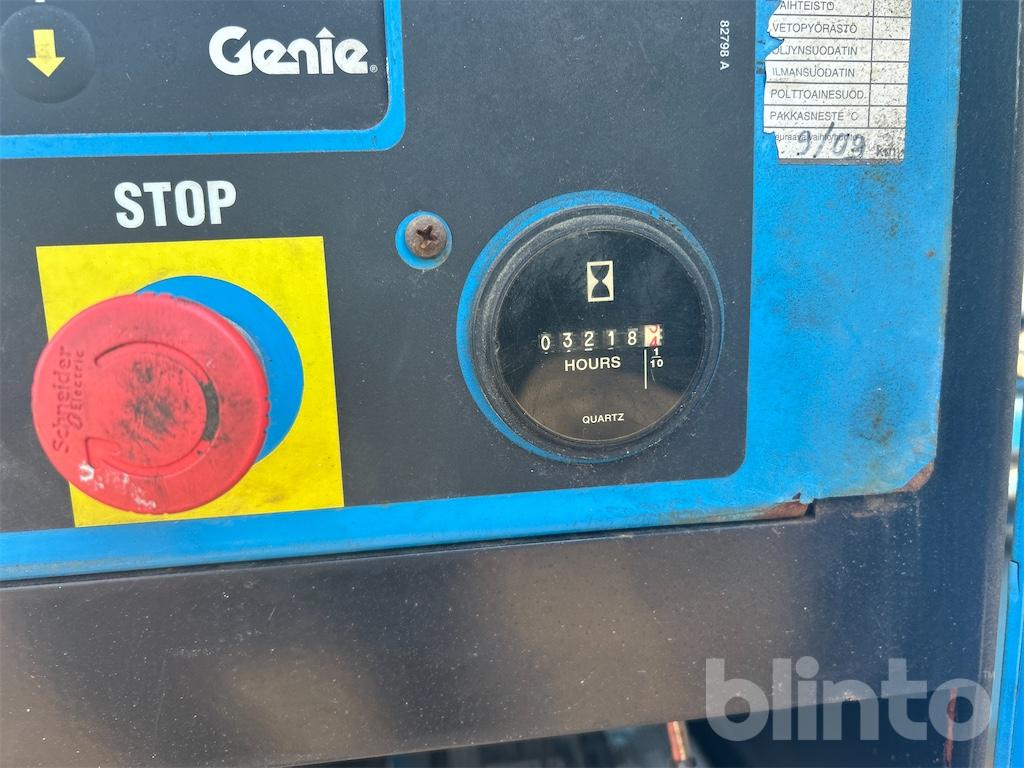 Genie®
82798 A
AIHTEISTO
VETOPYÖRÄSTÖ
ÖLJYNSUODATIN
ILMANSUODATIN
POLTTOAINESUOD.
PAKKASNESTE °C
9/09 km
STOP
Schneider
Electric
03218
HOURS
1/10
QUARTZ
blinto